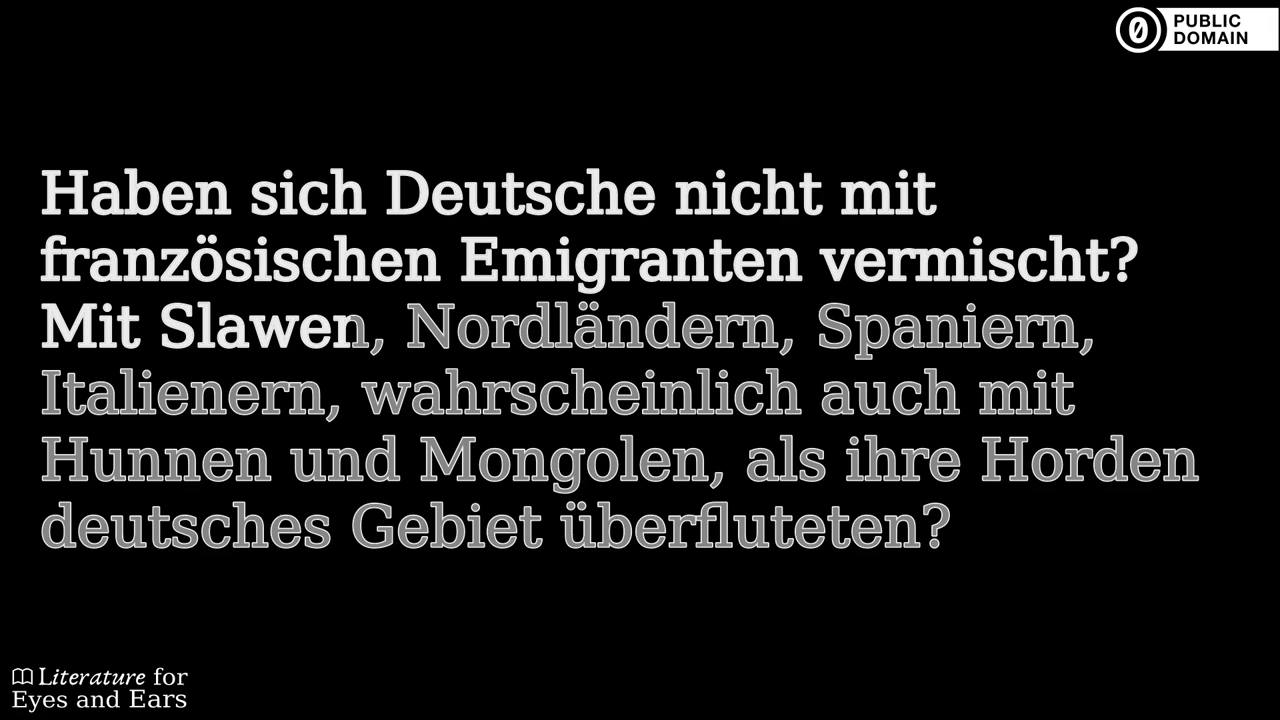 PUBLIC
DOMAIN
Haben sich Deutsche nicht mit
französischen Emigranten vermischt?
Mit Slawen, Nordländern, Spaniern,
Italienern, wahrscheinlich auch mit
Hunnen und Mongolen, als ihre Horden
deutsches Gebiet überfluteten?
Literature for
Eyes and Ears